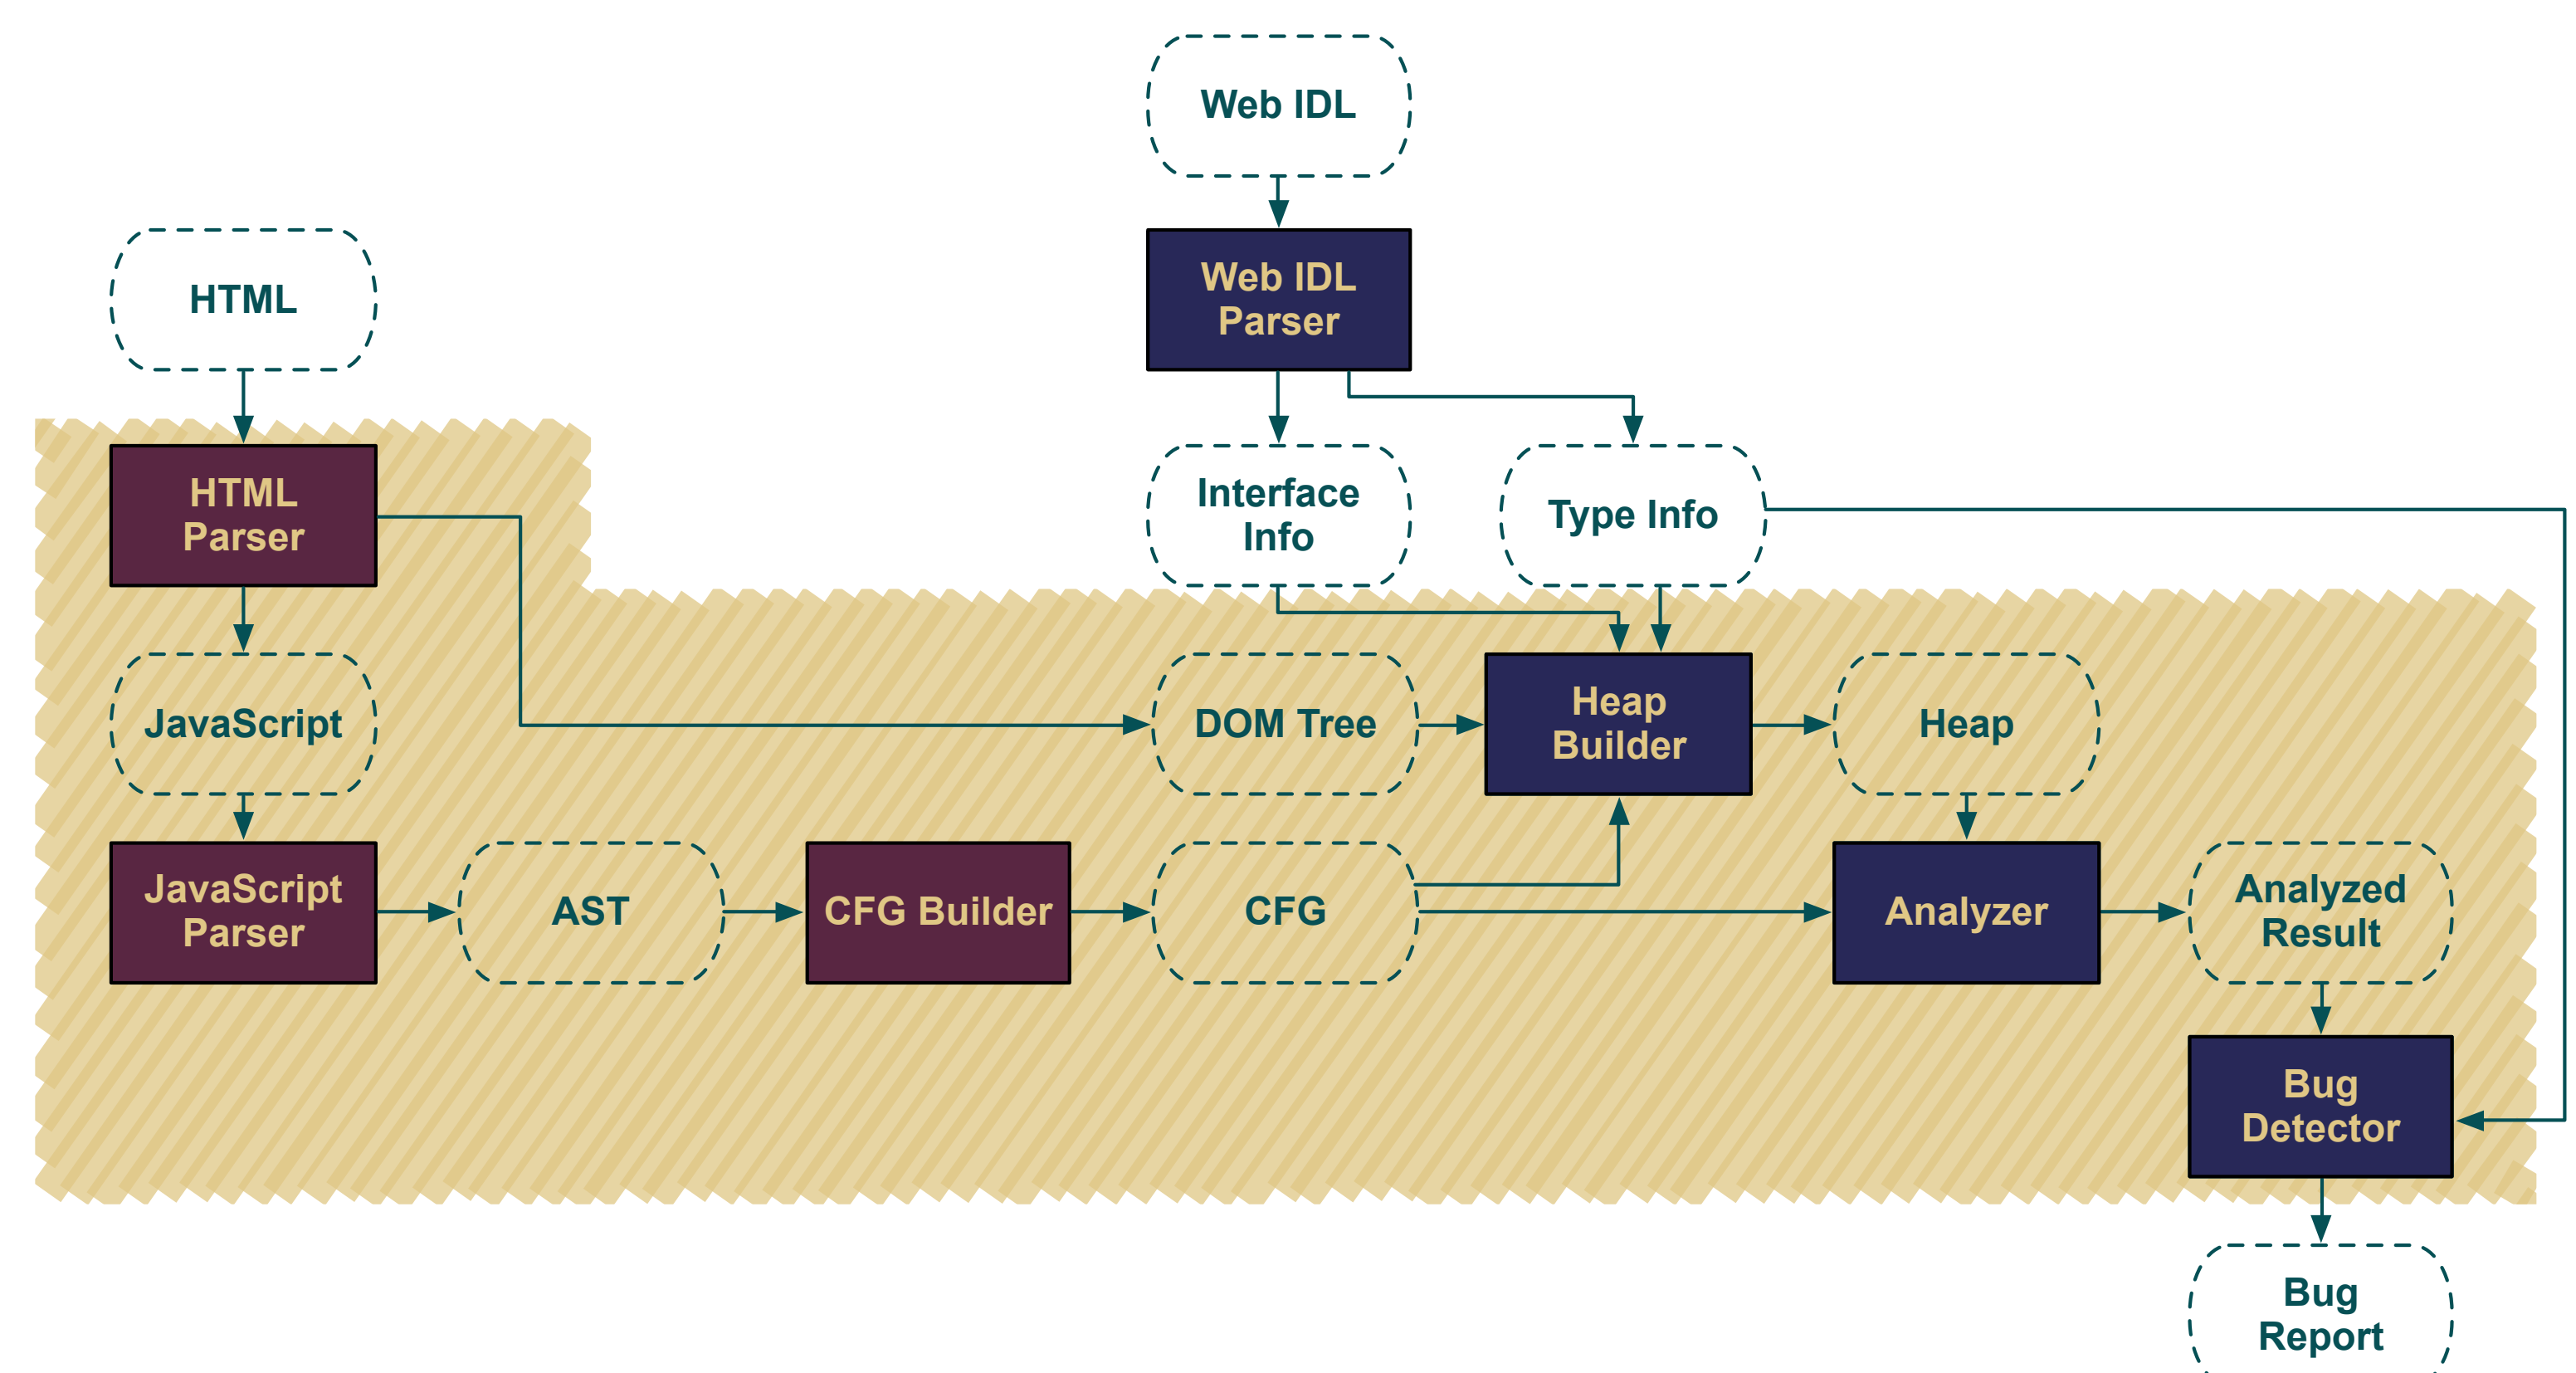 Web IDL
HTML
Web IDL
Parser
HTML
Parser
Interface
Info
Type Info
JavaScript
DOM Tree
Heap
Builder
Heap
JavaScript
Parser
AST
CFG Builder
CFG
Analyzer
Analyzed
Result
Bug
Detector
Bug
Report